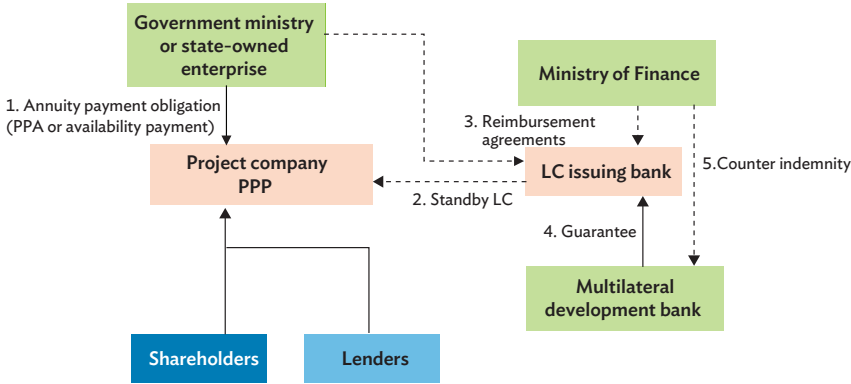 Government ministry
or state-owned
enterprise
Ministry of Finance
1. Annuity payment obligation
(PPA or availability payment)
3. Reimbursement
agreements
Project company
PPP
LC issuing bank
5.Counter indemnity
2. Standby LC
4. Guarantee
Multilateral
development bank
Shareholders
Lenders